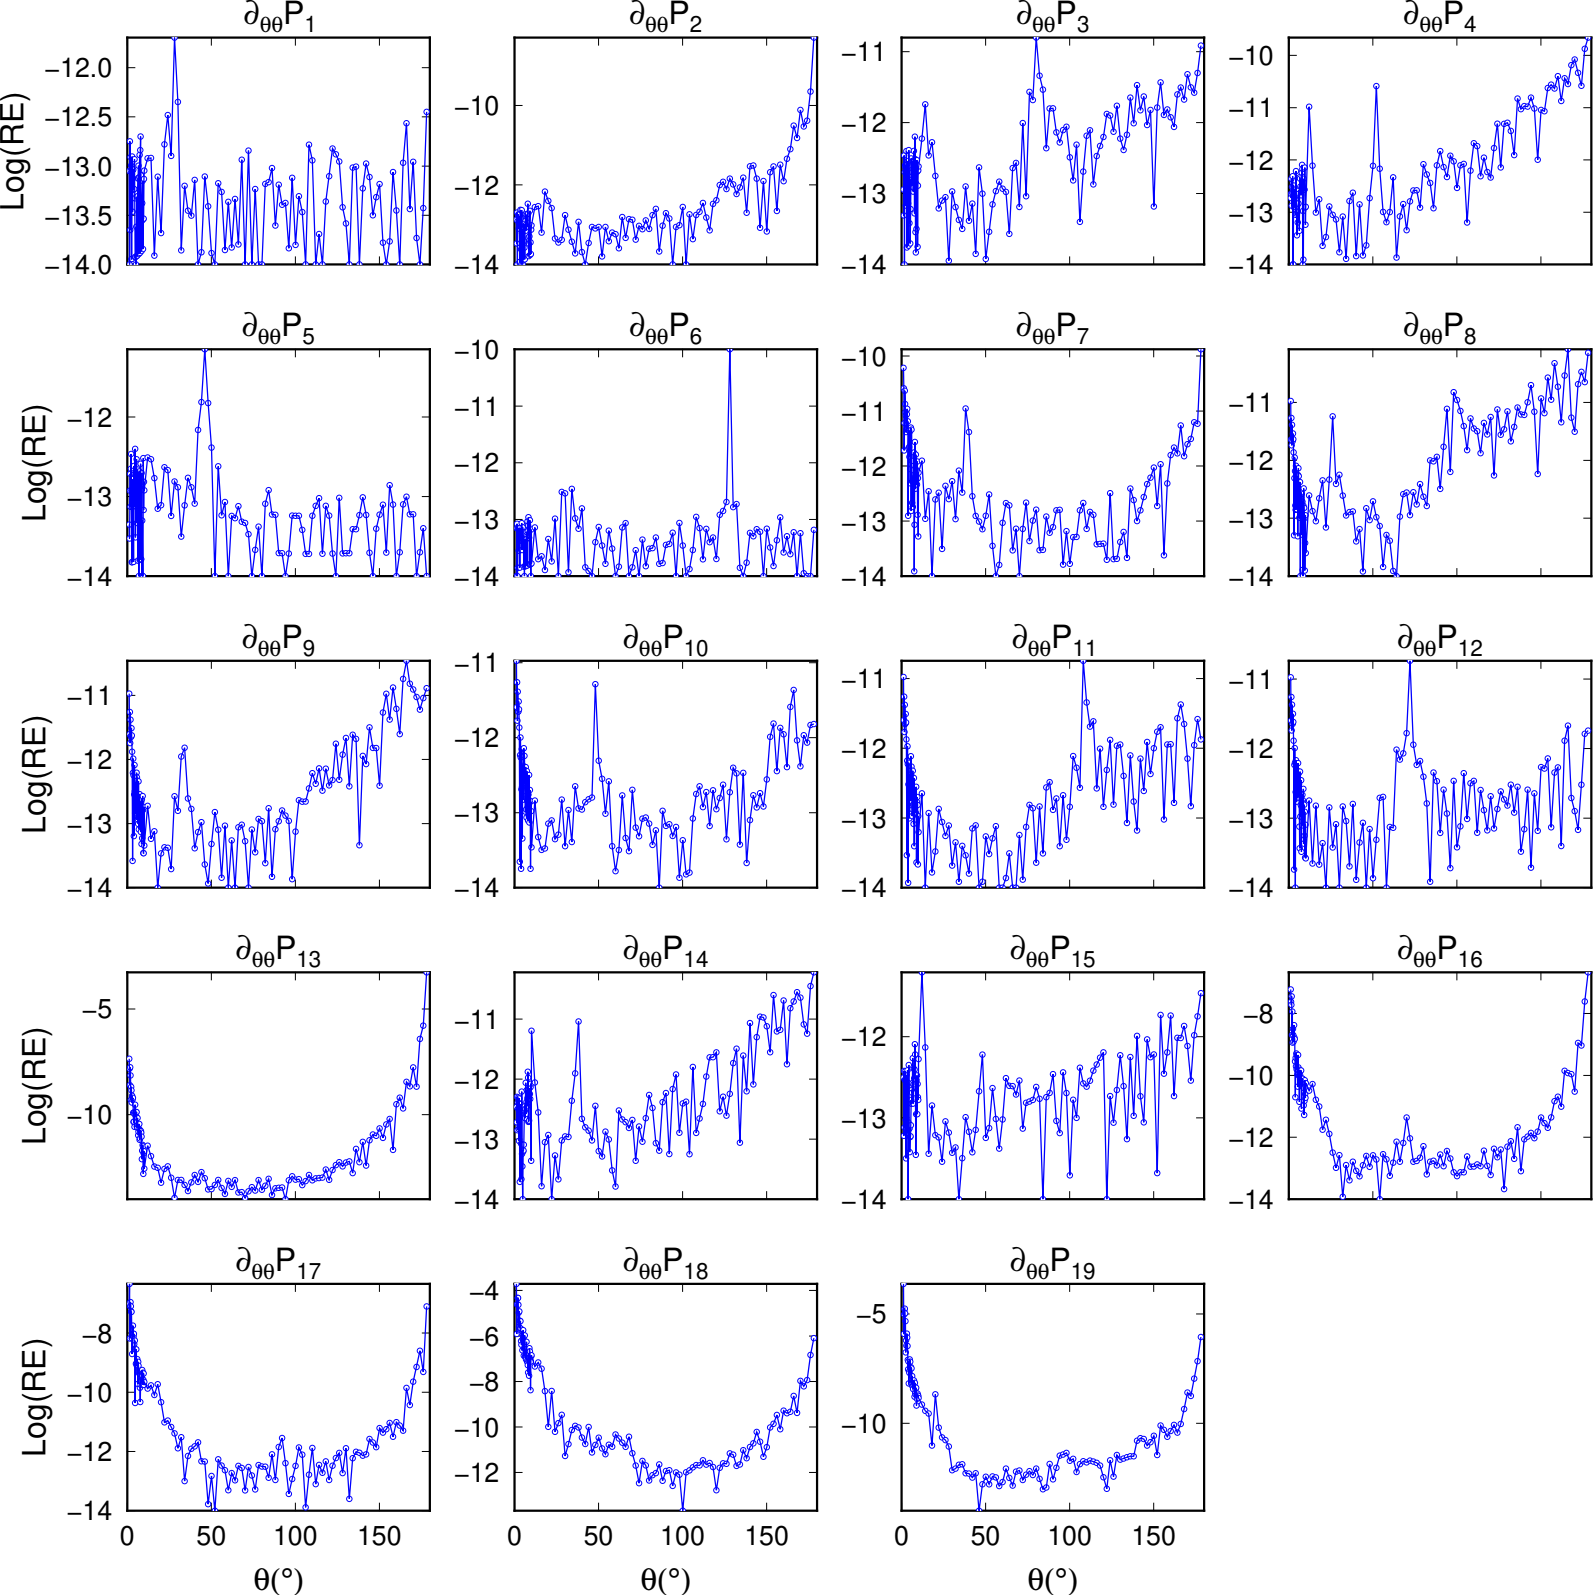 ∂θθP1 ∂θθP2 ∂θθP3 ∂θθP4
Log(RE)
−12.0 −12.5 −13.0 −13.5 −14.0
−10 −12 −14
−11 −12 −13 −14
−10 −11 −12 −13 −14
∂θθP5 ∂θθP6 ∂θθP7 ∂θθP8
Log(RE)
−12 −13 −14
−10 −11 −12 −13 −14
−10 −11 −12 −13 −14
−11 −12 −13 −14
∂θθP9 ∂θθP10 ∂θθP11 ∂θθP12
Log(RE)
−11 −12 −13 −14
−11 −12 −13 −14
−11 −12 −13 −14
−11 −12 −13 −14
∂θθP13 ∂θθP14 ∂θθP15 ∂θθP16
Log(RE)
−5 −10
−11 −12 −13 −14
−12 −13 −14
−8 −10 −12 −14
∂θθP17 ∂θθP18 ∂θθP19
Log(RE)
−8 −10 −12 −14
−4 −6 −8 −10 −12
−5 −10
0 50 100 150 0 50 100 150 0 50 100 150
θ(°) θ(°) θ(°)